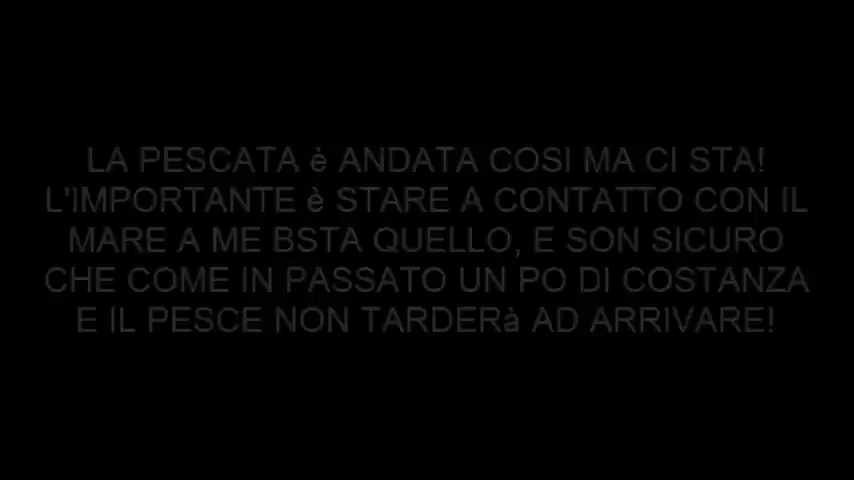 LA PESCATA è ANDATA COSI MA CI STA!
L'IMPORTANTE è STARE A CONTATTO CON IL
MARE A ME BSTA QUELLO, E SON SICURO
CHE COME IN PASSATO UN PO DI COSTANZA
E IL PESCE NON TARDERà AD ARRIVARE!